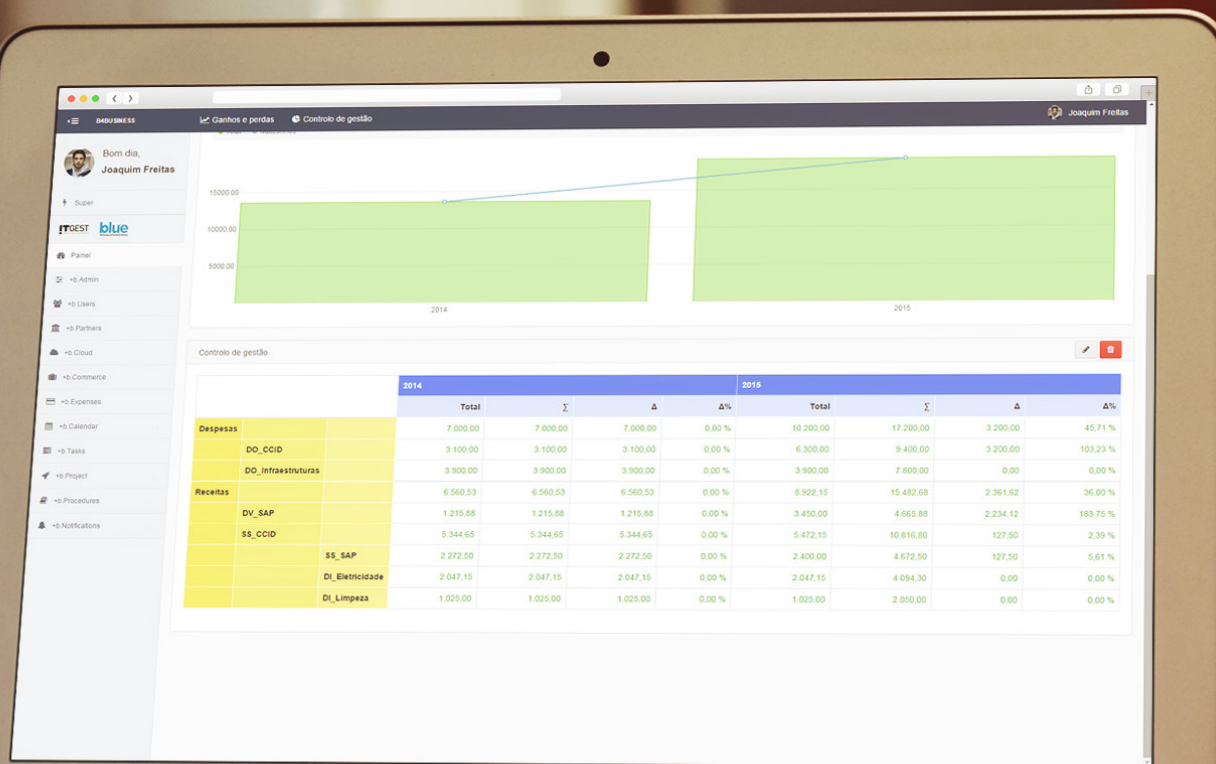 B4BUSINESS Ganhos e perdas Controlo de gestão Joaquim Freitas
Bom dia,
Joaquim Freitas
Super
ITGEST blue
Painel
+b.Admin
+b.Users
+b.Partners
+b.Cloud
+b.Commerce
+b.Expenses
+b.Calendar
+b.Tasks
+b.Project
+b.Procedures
+b.Notifications
15000.00
10000.00
5000.00
2014 2015
Controlo de gestão
2014 2015
Total Σ Δ Δ% Total Σ Δ Δ%
Despesas 7.000,00 7.000,00 7.000,00 0,00 % 10.200,00 17.200,00 3.200,00 45,71 %
DO_CCID 3.100,00 3.100,00 3.100,00 0,00 % 6.300,00 9.400,00 3.200,00 103,23 %
DO_Infraestruturas 3.900,00 3.900,00 3.900,00 0,00 % 3.900,00 7.800,00 0,00 0,00 %
Receitas 6.560,53 6.560,53 6.560,53 0,00 % 8.922,15 15.482,68 2.361,62 36,00 %
DV_SAP 1.215,88 1.215,88 1.215,88 0,00 % 3.450,00 4.665,88 2.234,12 183,75 %
SS_CCID 5.344,65 5.344,65 5.344,65 0,00 % 5.472,15 10.816,80 127,50 2,39 %
SS_SAP 2.272,50 2.272,50 2.272,50 0,00 % 2.400,00 4.672,50 127,50 5,61 %
DI_Eletricidade 2.047,15 2.047,15 2.047,15 0,00 % 2.047,15 4.094,30 0,00 0,00 %
DI_Limpeza 1.025,00 1.025,00 1.025,00 0,00 % 1.025,00 2.050,00 0,00 0,00 %